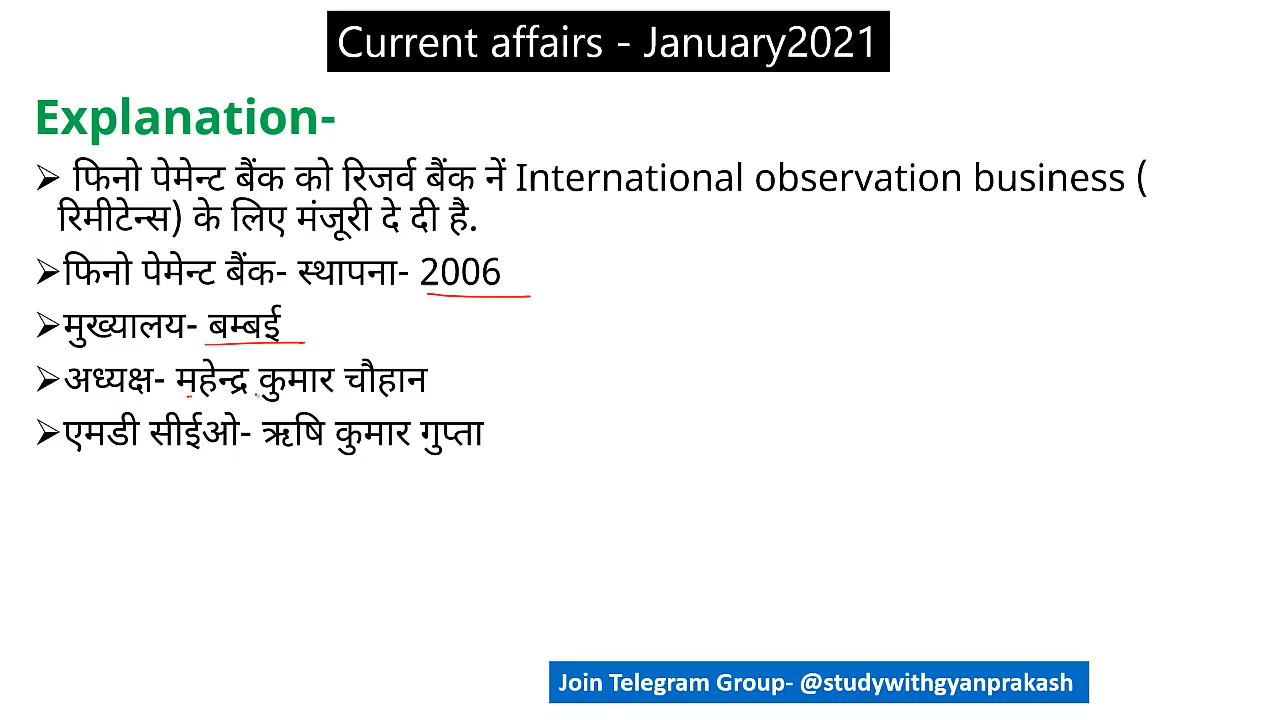 Current affairs - January2021
Explanation-
➢ फिनो पेमेन्ट बैंक को रिजर्व बैंक नें International observation business (
रिमीटेन्स) के लिए मंजूरी दे दी है.
➢फिनो पेमेन्ट बैंक- स्थापना- 2006
➢मुख्यालय- बम्बई
➢अध्यक्ष- महेन्द्र कुमार चौहान
➢एमडी सीईओ- ऋषि कुमार गुप्ता
Join Telegram Group- @studywithgyanprakash